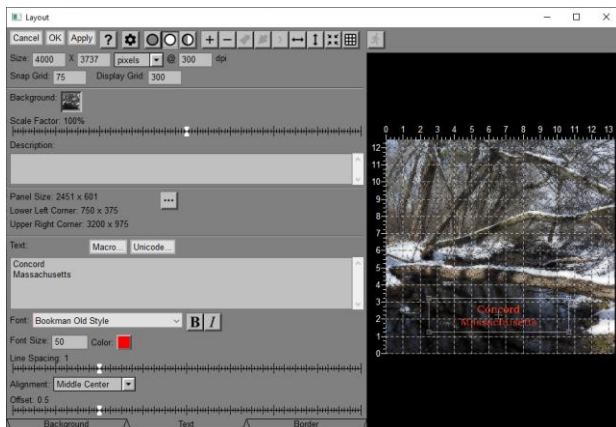 Layout
Cancel OK Apply ?
Size: 4000 X 3737 pixels @ 300 dpi
Snap Grid: 75 Display Grid: 300
Background:
Scale Factor: 100%
Description:
Panel Size: 2451 x 601
Lower Left Corner: 750 x 375
Upper Right Corner: 3200 x 975
Text: Macro... Unicode...
Concord
Massachusetts
Font: Bookman Old Style B I
Font Size: 50 Color:
Line Spacing: 1
Alignment: Middle Center
Offset: 0.5
Background Text Border
0 1 2 3 4 5 6 7 8 9 10 11 12 13
12
11
10
9
8
7
6
5
4
3
2
1
0
Concord
Massachusetts